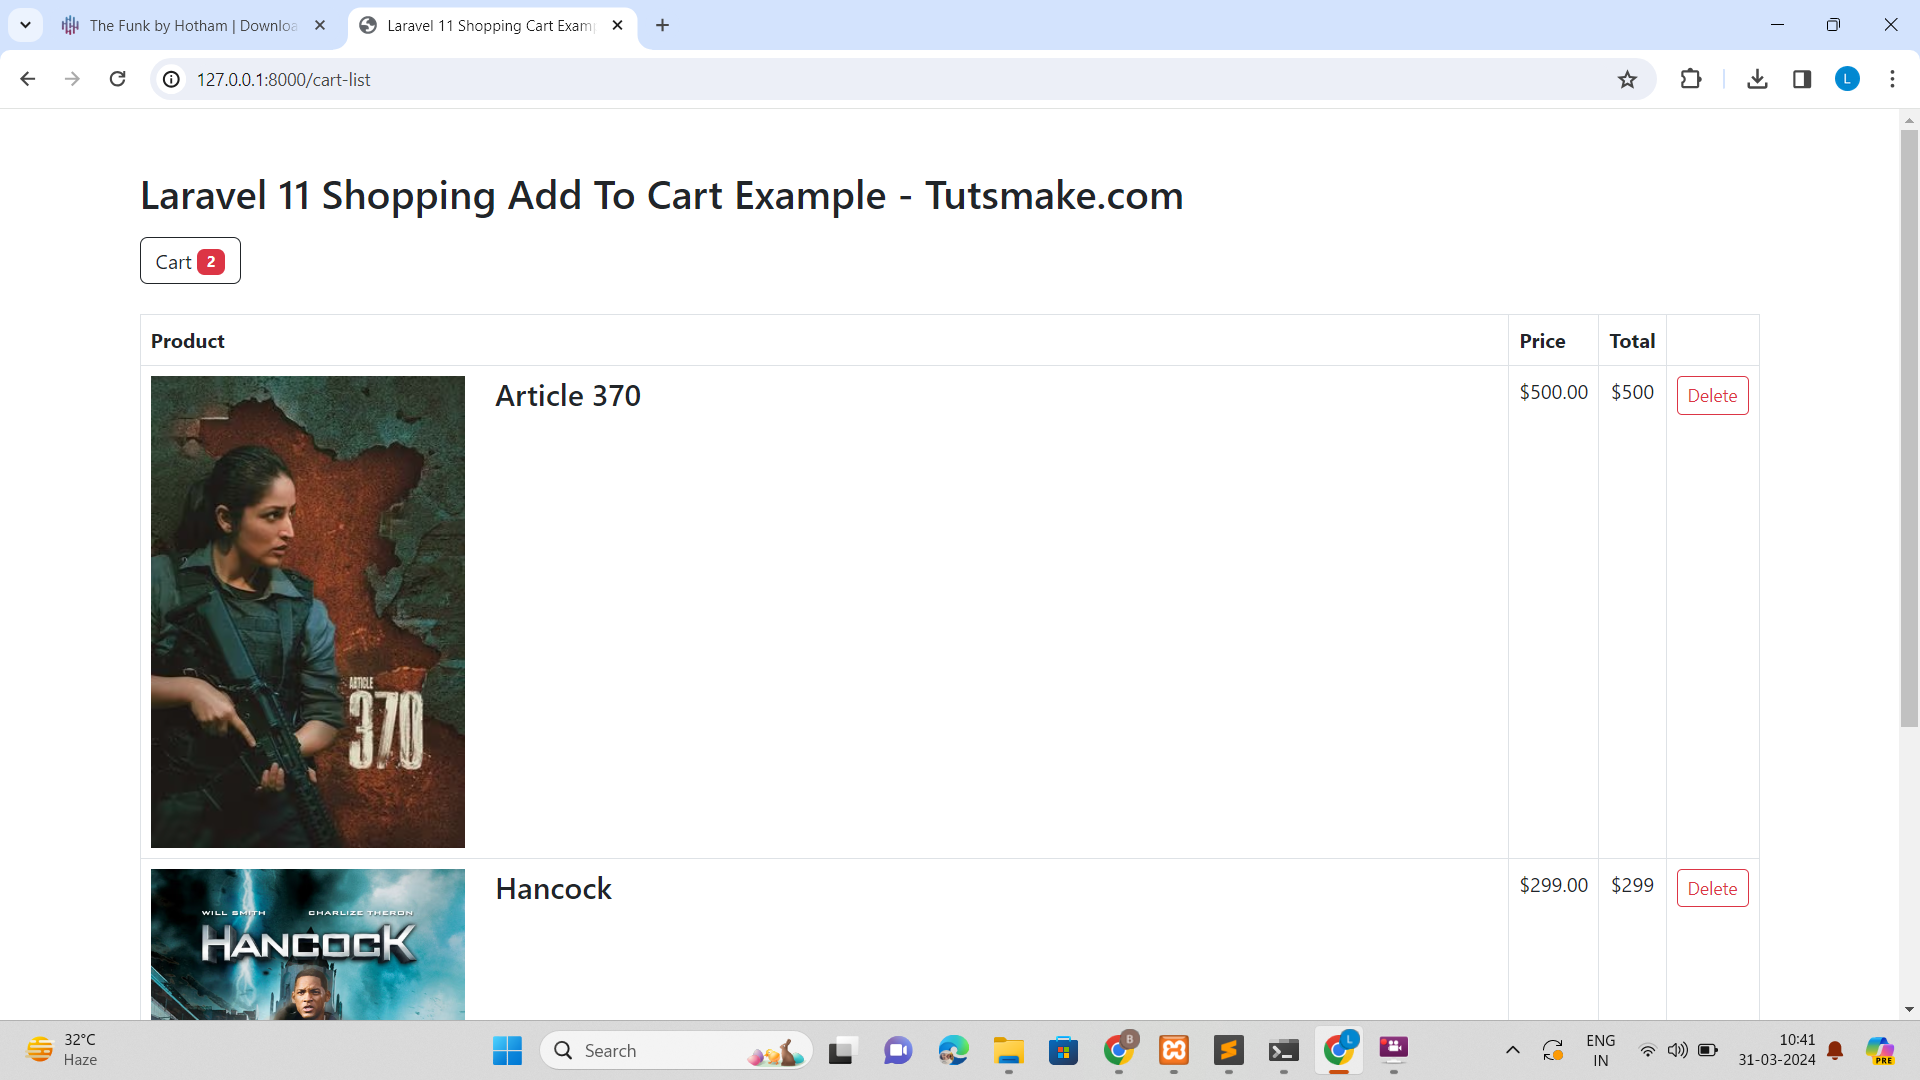 The Funk by Hotham | Downloa
Laravel 11 Shopping Cart Exam
127.0.0.1:8000/cart-list
L
Laravel 11 Shopping Add To Cart Example - Tutsmake.com
Cart 2
Product Price Total
Article 370 $500.00 $500 Delete
ARTICLE
370
Hancock $299.00 $299 Delete
WILL SMITH CHARLIZE THERON
HANCOCK
32°C
Haze
Search
B
L
PRE
ENG
IN
10:41
31-03-2024